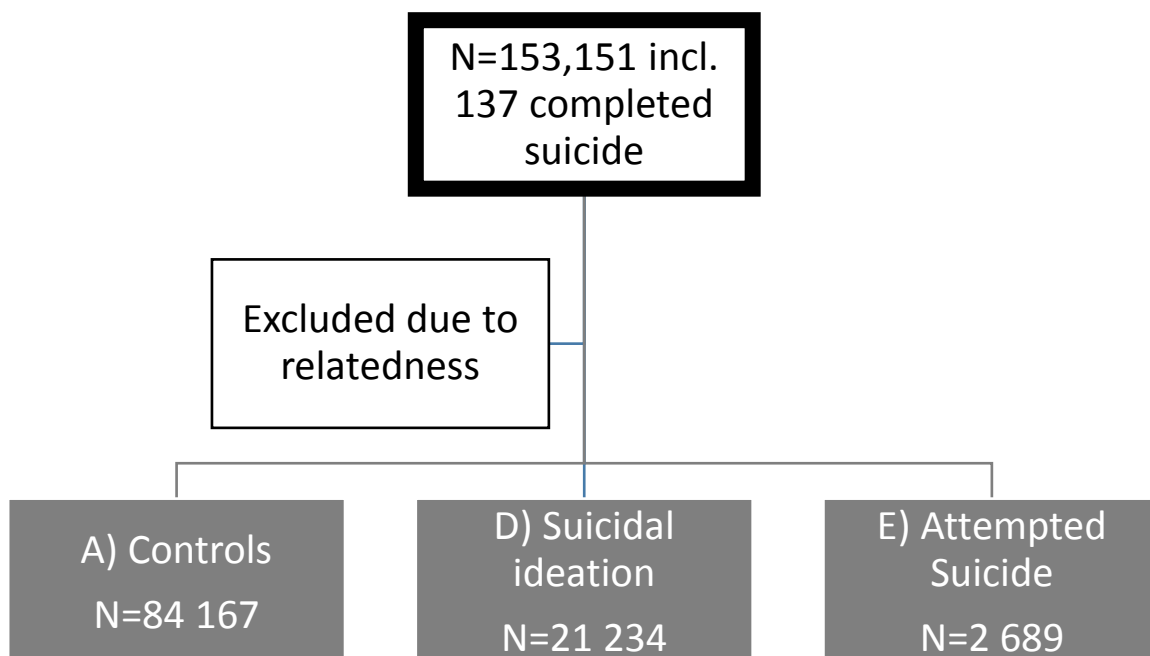 N=153,151 incl.
137 completed
suicide
Excluded due to
relatedness
A) Controls
N=84 167
D) Suicidal
ideation
N=21 234
E) Attempted
Suicide
N=2 689